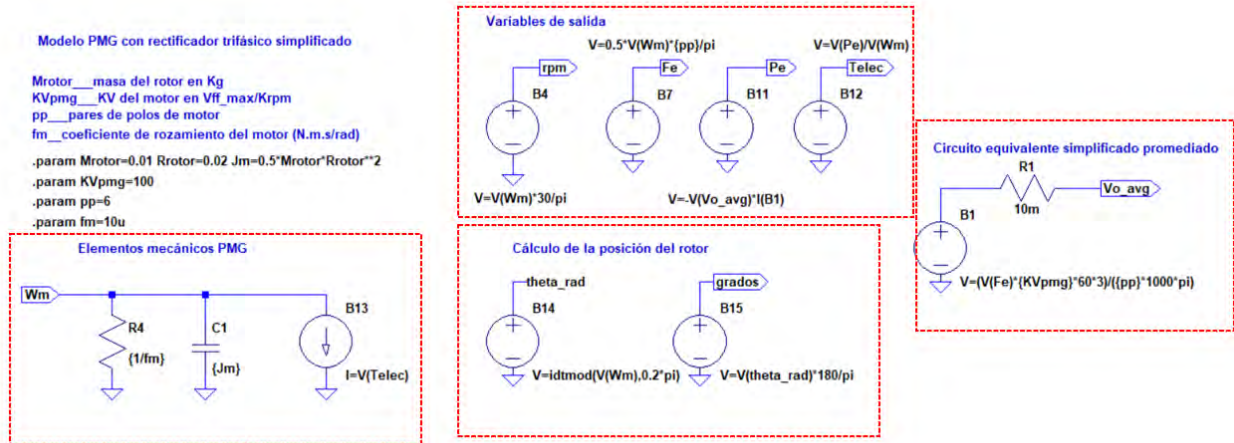 Modelo PMG con rectificador trifásico simplificado
Mrotor___masa del rotor en Kg
KVpmg___KV del motor en Vff_max/Krpm
pp___pares de polos de motor
fm__coeficiente de rozamiento del motor (N.m.s/rad)
.param Mrotor=0.01 Rrotor=0.02 Jm=0.5*Mrotor*Rrotor**2
.param KVpmg=100
.param pp=6
.param fm=10u
Elementos mecánicos PMG
Wm
R4
{1/fm}
C1
{Jm}
B13
I=V(Telec)
Variables de salida
rpm
B4
V=V(Wm)*30/pi
V=0.5*V(Wm)*{pp}/pi
Fe
B7
Pe
B11
V=-V(Vo_avg)*I(B1)
V=V(Pe)/V(Wm)
Telec
B12
Cálculo de la posición del rotor
theta_rad
B14
V=idtmod(V(Wm),0.2*pi)
grados
B15
V=V(theta_rad)*180/pi
Circuito equivalente simplificado promediado
R1
10m
Vo_avg
B1
V=(V(Fe)*{KVpmg}*60*3)/({pp}*1000*pi)